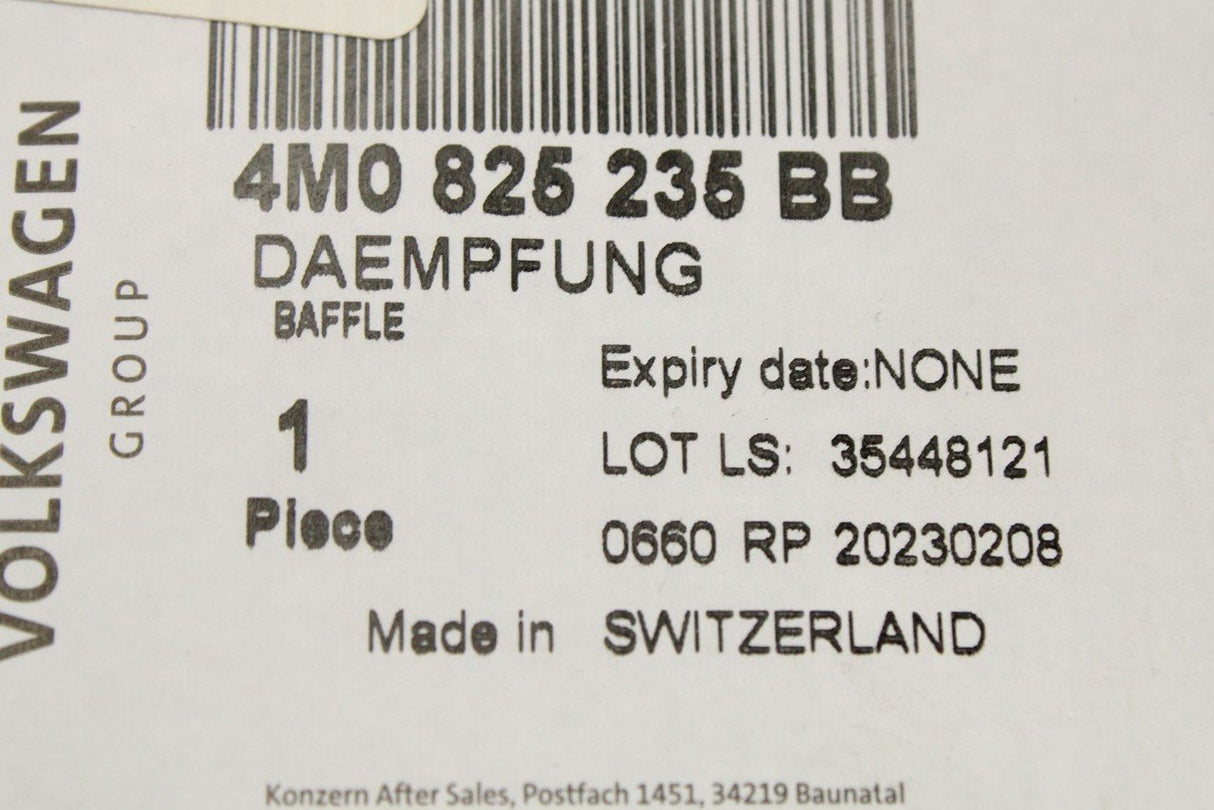 VOLKSWAGEN
GROUP
4M0 825 235 BB
DAEMPFUNG
BAFFLE
Expiry date:NONE
1
LOT LS: 35448121
Piece
0660 RP 20230208
Made in SWITZERLAND
Konzern After Sales, Postfach 1451, 34219 Baunatal